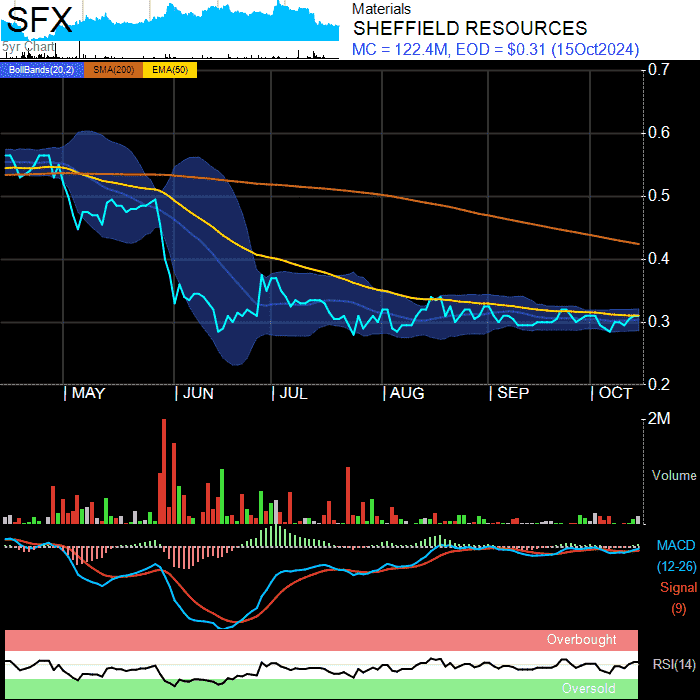 SFX
5yr Chart
Materials
SHEFFIELD RESOURCES
MC = 122.4M, EOD = $0.31 (15Oct2024)
BollBands(20,2) SMA(200) EMA(50)
0.7
0.6
0.5
0.4
0.3
0.2
| MAY | JUN | JUL | AUG | SEP | OCT
2M
Volume
MACD
(12-26)
Signal
(9)
Overbought
RSI(14)
Oversold